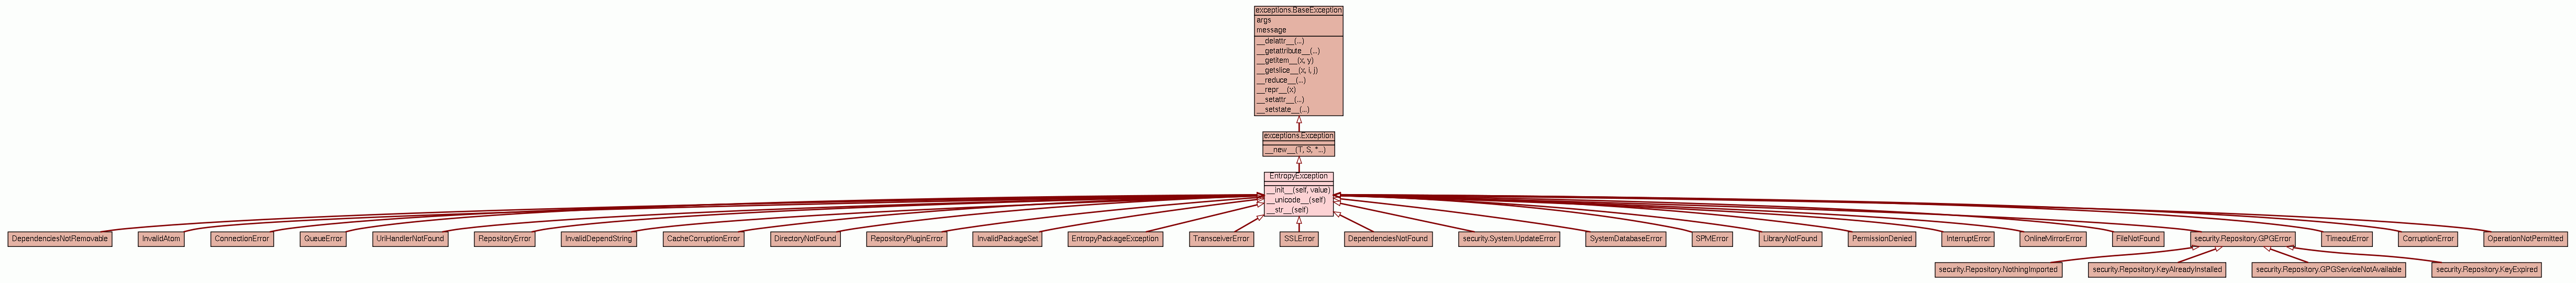 exceptions.BaseException
args
message
__delattr__(...)
__getattribute__(...)
__getitem__(x, y)
__getslice__(x, i, j)
__reduce__(...)
__repr__(x)
__setattr__(...)
__setstate__(...)
exceptions.Exception
__new__(T, S, *...)
EntropyException
__init__(self, value)
__unicode__(self)
__str__(self)
DependenciesNotRemovable
InvalidAtom
ConnectionError
QueueError
UriHandlerNotFound
RepositoryError
InvalidDependString
CacheCorruptionError
DirectoryNotFound
RepositoryPluginError
InvalidPackageSet
EntropyPackageException
TransceiverError
SSLError
DependenciesNotFound
security.System.UpdateError
SystemDatabaseError
SPMError
LibraryNotFound
PermissionDenied
InterruptError
OnlineMirrorError
FileNotFound
security.Repository.GPGError
TimeoutError
CorruptionError
OperationNotPermitted
security.Repository.NothingImported
security.Repository.KeyAlreadyInstalled
security.Repository.GPGServiceNotAvailable
security.Repository.KeyExpired